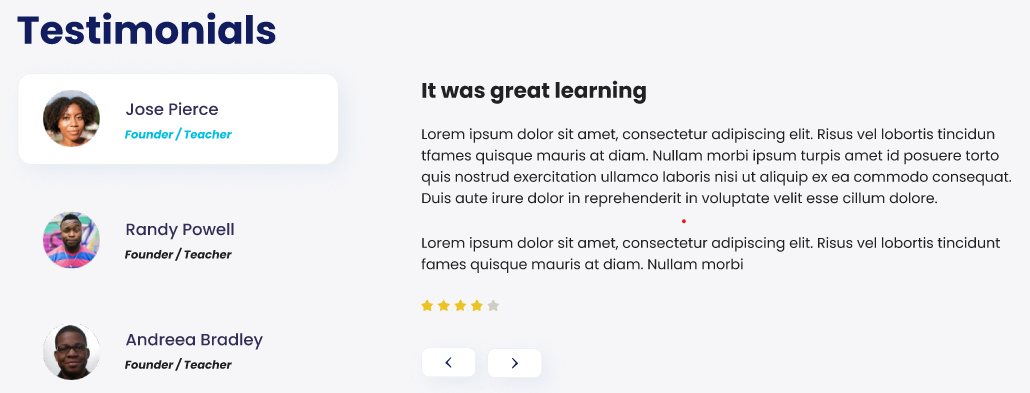 Testimonials
Jose Pierce
Founder / Teacher
Randy Powell
Founder / Teacher
Andreea Bradley
Founder / Teacher
It was great learning
Lorem ipsum dolor sit amet, consectetur adipiscing elit. Risus vel lobortis tincidun
tfames quisque mauris at diam. Nullam morbi ipsum turpis amet id posuere torto
quis nostrud exercitation ullamco laboris nisi ut aliquip ex ea commodo consequat.
Duis aute irure dolor in reprehenderit in voluptate velit esse cillum dolore.
Lorem ipsum dolor sit amet, consectetur adipiscing elit. Risus vel lobortis tincidunt
fames quisque mauris at diam. Nullam morbi